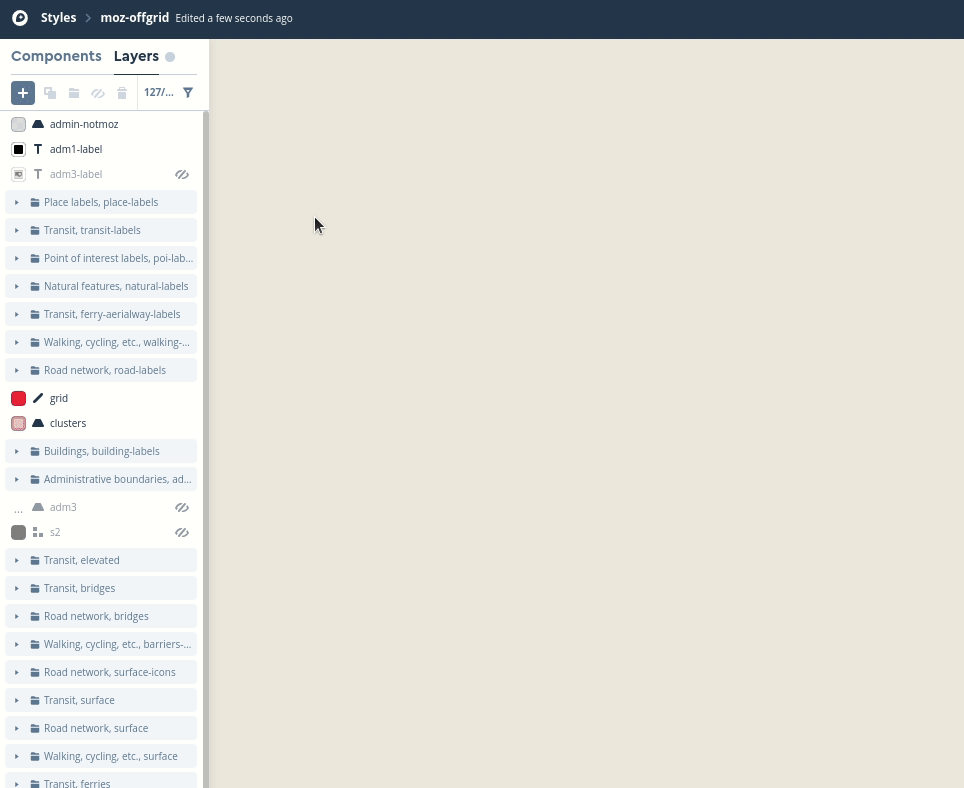 Styles
moz-offgrid
Edited a few seconds ago
Components
Layers
127/...
admin-notmoz
adm1-label
adm3-label
Place labels, place-labels
Transit, transit-labels
Point of interest labels, poi-lab...
Natural features, natural-labels
Transit, ferry-aerialway-labels
Walking, cycling, etc., walking-...
Road network, road-labels
grid
clusters
Buildings, building-labels
Administrative boundaries, ad...
... adm3
s2
Transit, elevated
Transit, bridges
Road network, bridges
Walking, cycling, etc., barriers-...
Road network, surface-icons
Transit, surface
Road network, surface
Walking, cycling, etc., surface
Transit, ferries